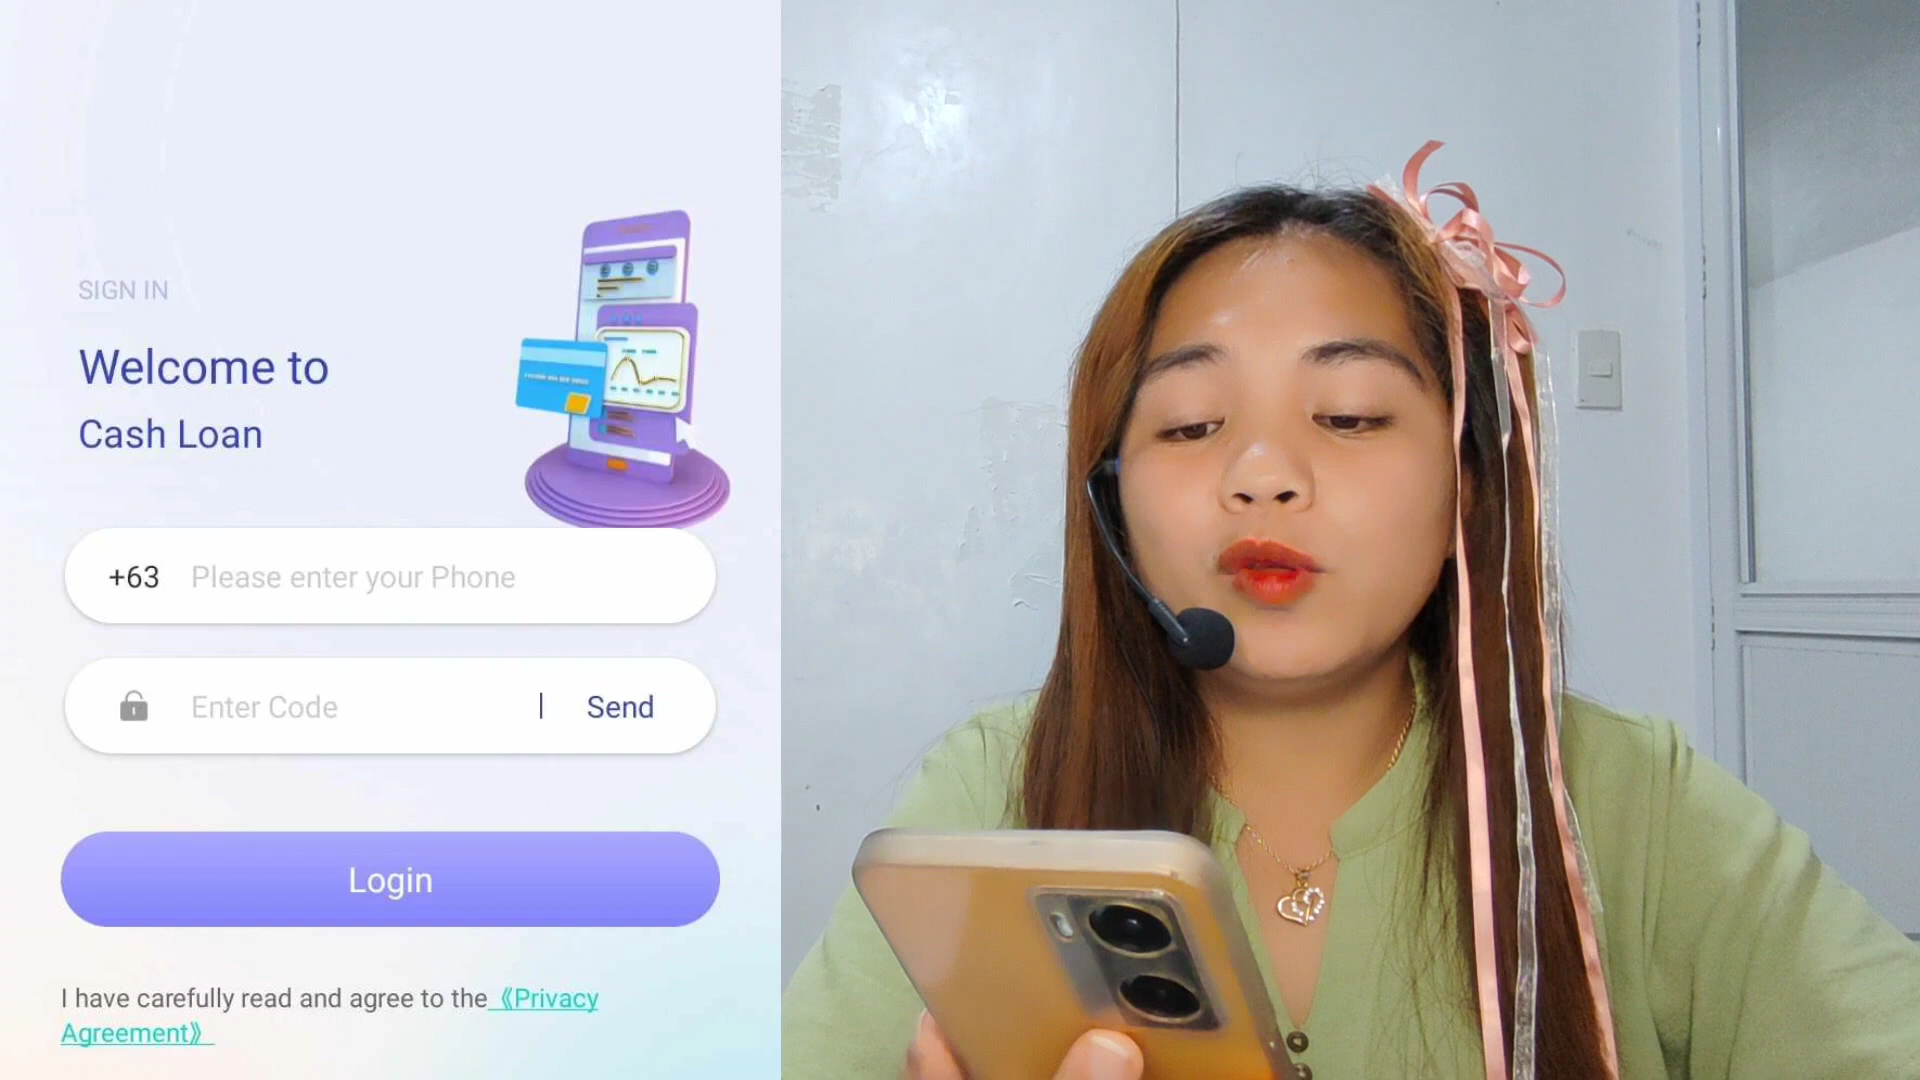 SIGN IN
Welcome to
Cash Loan
+63 Please enter your Phone
Enter Code | Send
Login
I have carefully read and agree to the 《Privacy
Agreement》